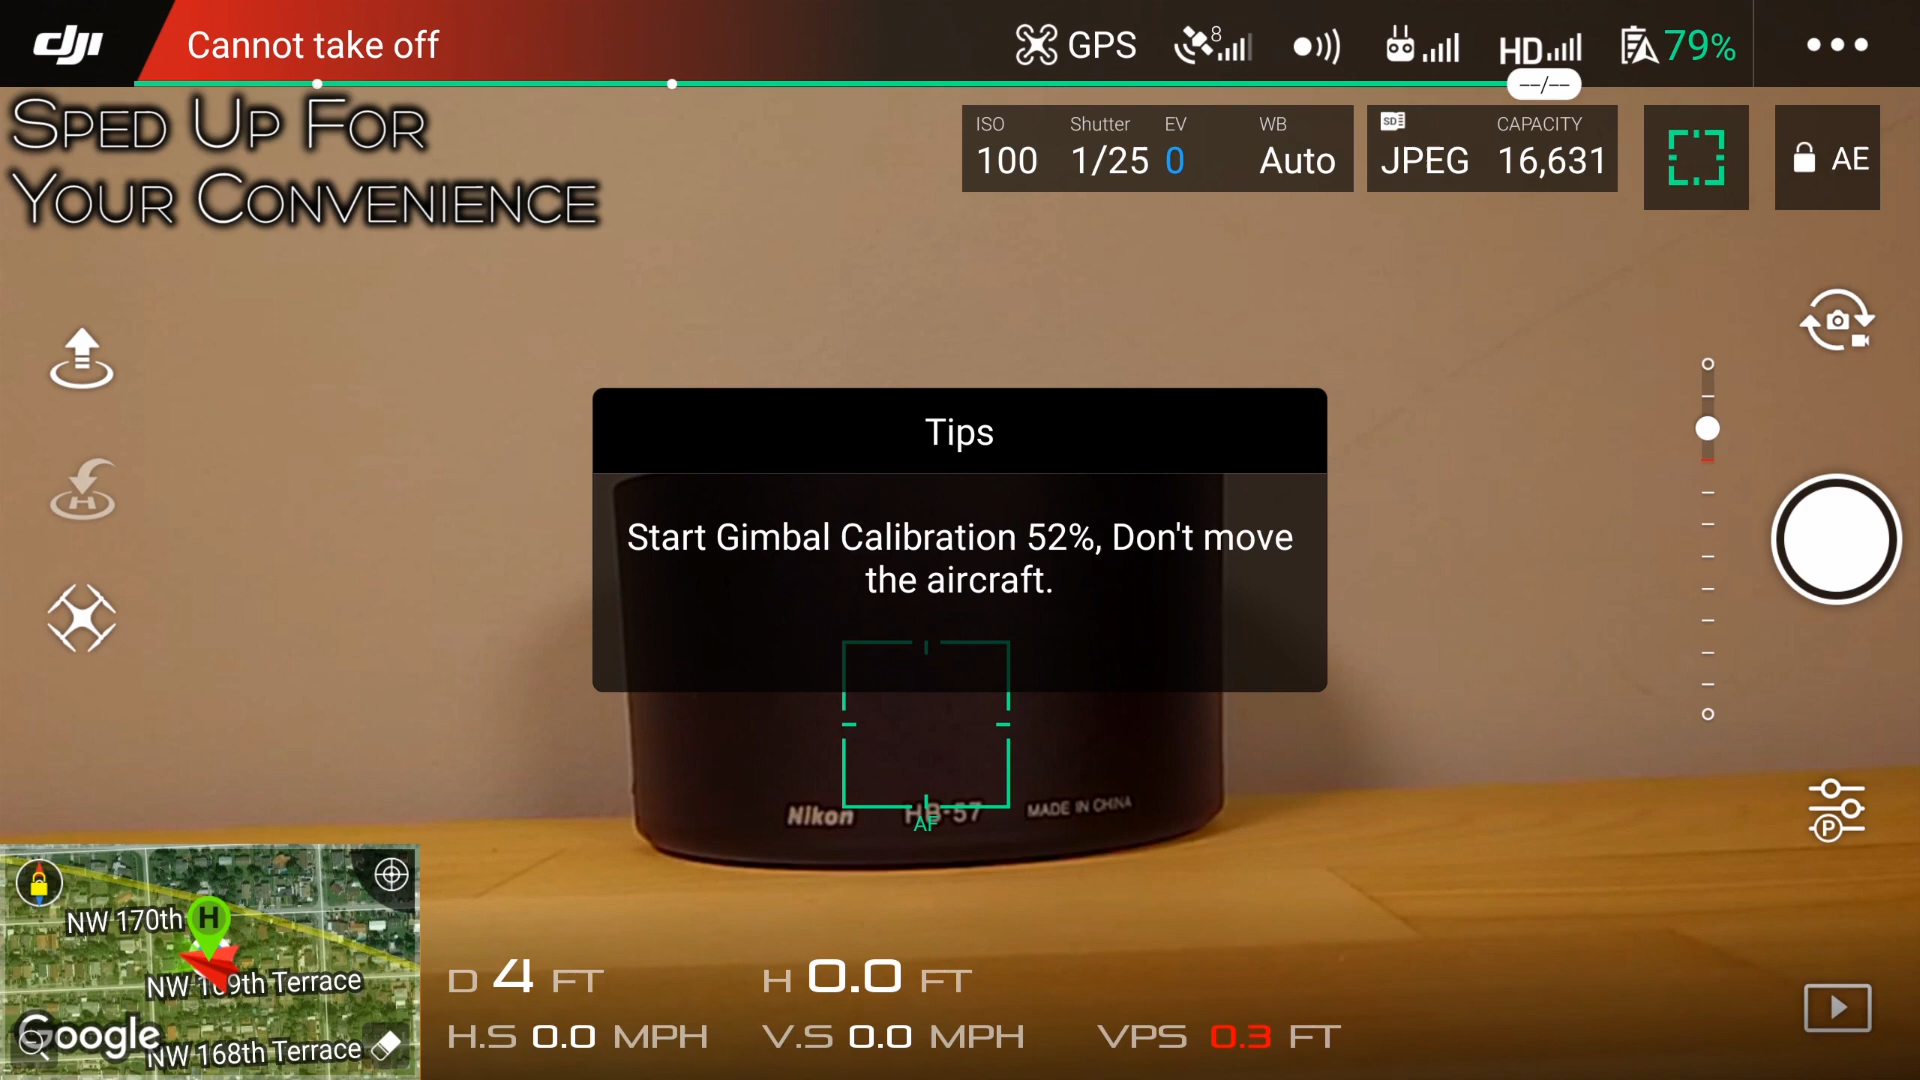 dji
Cannot take off
GPS
8
HD
79%
--/--
SPED UP FOR
YOUR CONVENIENCE
ISO
100
Shutter
1/25
EV
0
WB
Auto
SD
JPEG
CAPACITY
16,631
AE
Tips
Start Gimbal Calibration 52%, Don't move
the aircraft.
Nikon
HB-57
MADE IN CHINA
AF
H
P
NW 170th
H
NW 169th Terrace
Google
NW 168th Terrace
D 4 FT
H 0.0 FT
H.S 0.0 MPH
V.S 0.0 MPH
VPS 0.3 FT